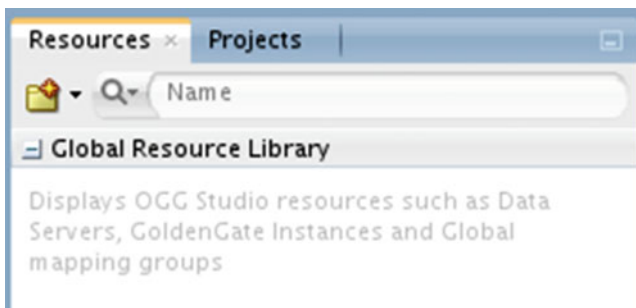 Resources × Projects
Name
Global Resource Library
Displays OGG Studio resources such as Data
Servers, GoldenGate Instances and Global
mapping groups